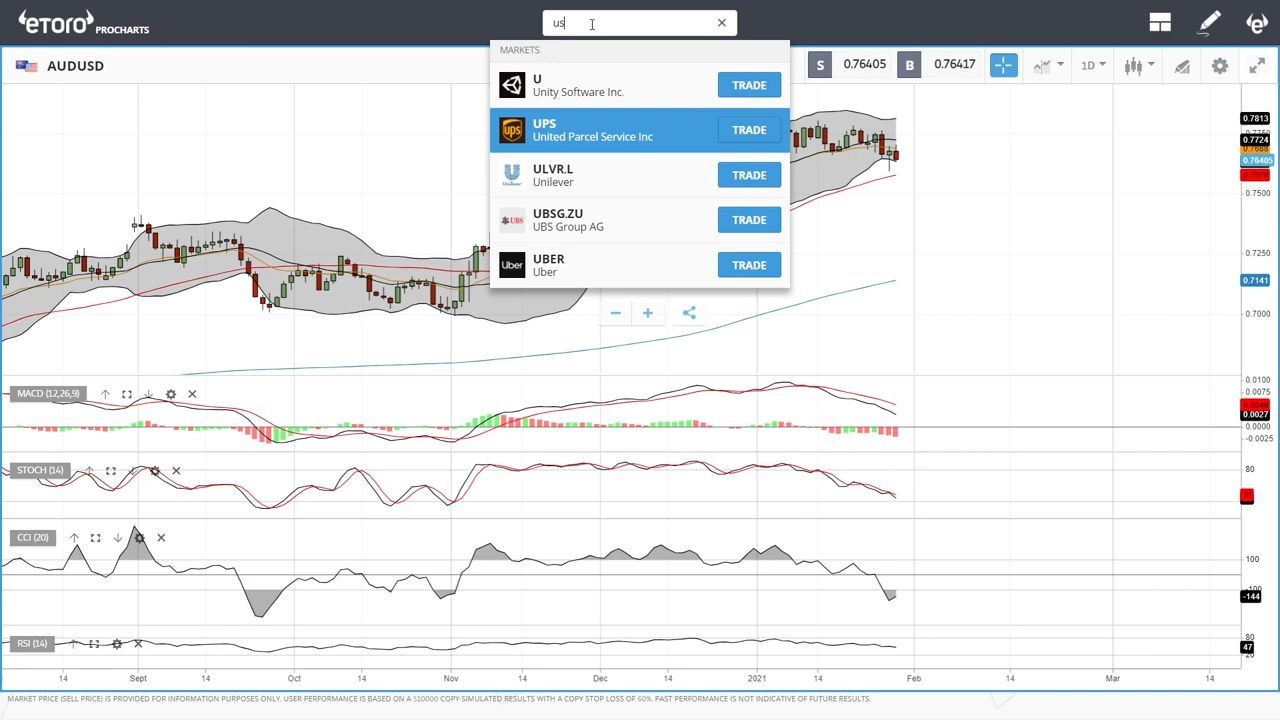 eToro PROCHARTS
us
MARKETS
U
Unity Software Inc.
TRADE
UPS
United Parcel Service Inc
TRADE
ULVR.L
Unilever
TRADE
UBSG.ZU
UBS Group AG
TRADE
UBER
Uber
TRADE
AUDUSD
S 0.76405 B 0.76417 1D
0.7813
0.7724
0.76405
0.7500
0.7250
0.7141
0.7000
MACD (12,26,9)
0.0100
0.0075
0.0027
0.0000
-0.0025
STOCH (14)
80
CCI (20)
100
-144
RSI (14)
80
47
14 Sept 14 Oct 14 Nov 14 Dec 14 2021 14 Feb 14 Mar 14
MARKET PRICE (SELL PRICE) IS PROVIDED FOR INFORMATION PURPOSES ONLY. USER PERFORMANCE IS BASED ON A $10000 COPY SIMULATED RESULTS WITH A COPY STOP LOSS OF 60%. PAST PERFORMANCE IS NOT INDICATIVE OF FUTURE RESULTS.